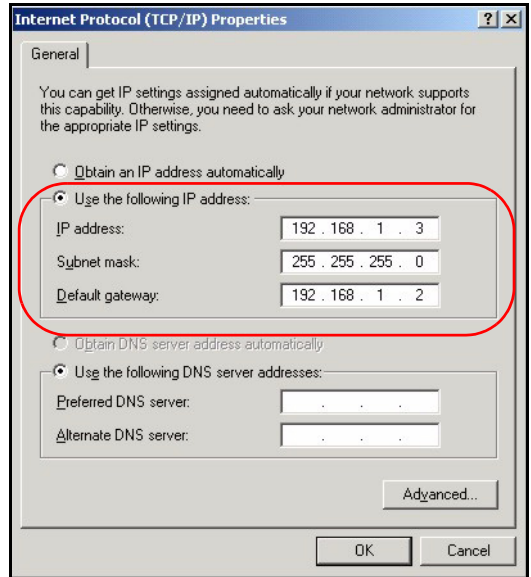 Internet Protocol (TCP/IP) Properties
General
You can get IP settings assigned automatically if your network supports
this capability. Otherwise, you need to ask your network administrator for
the appropriate IP settings.
Obtain an IP address automatically
Use the following IP address:
IP address: 192 . 168 . 1 . 3
Subnet mask: 255 . 255 . 255 . 0
Default gateway: 192 . 168 . 1 . 2
Obtain DNS server address automatically
Use the following DNS server addresses:
Preferred DNS server: . . .
Alternate DNS server: . . .
Advanced...
OK Cancel